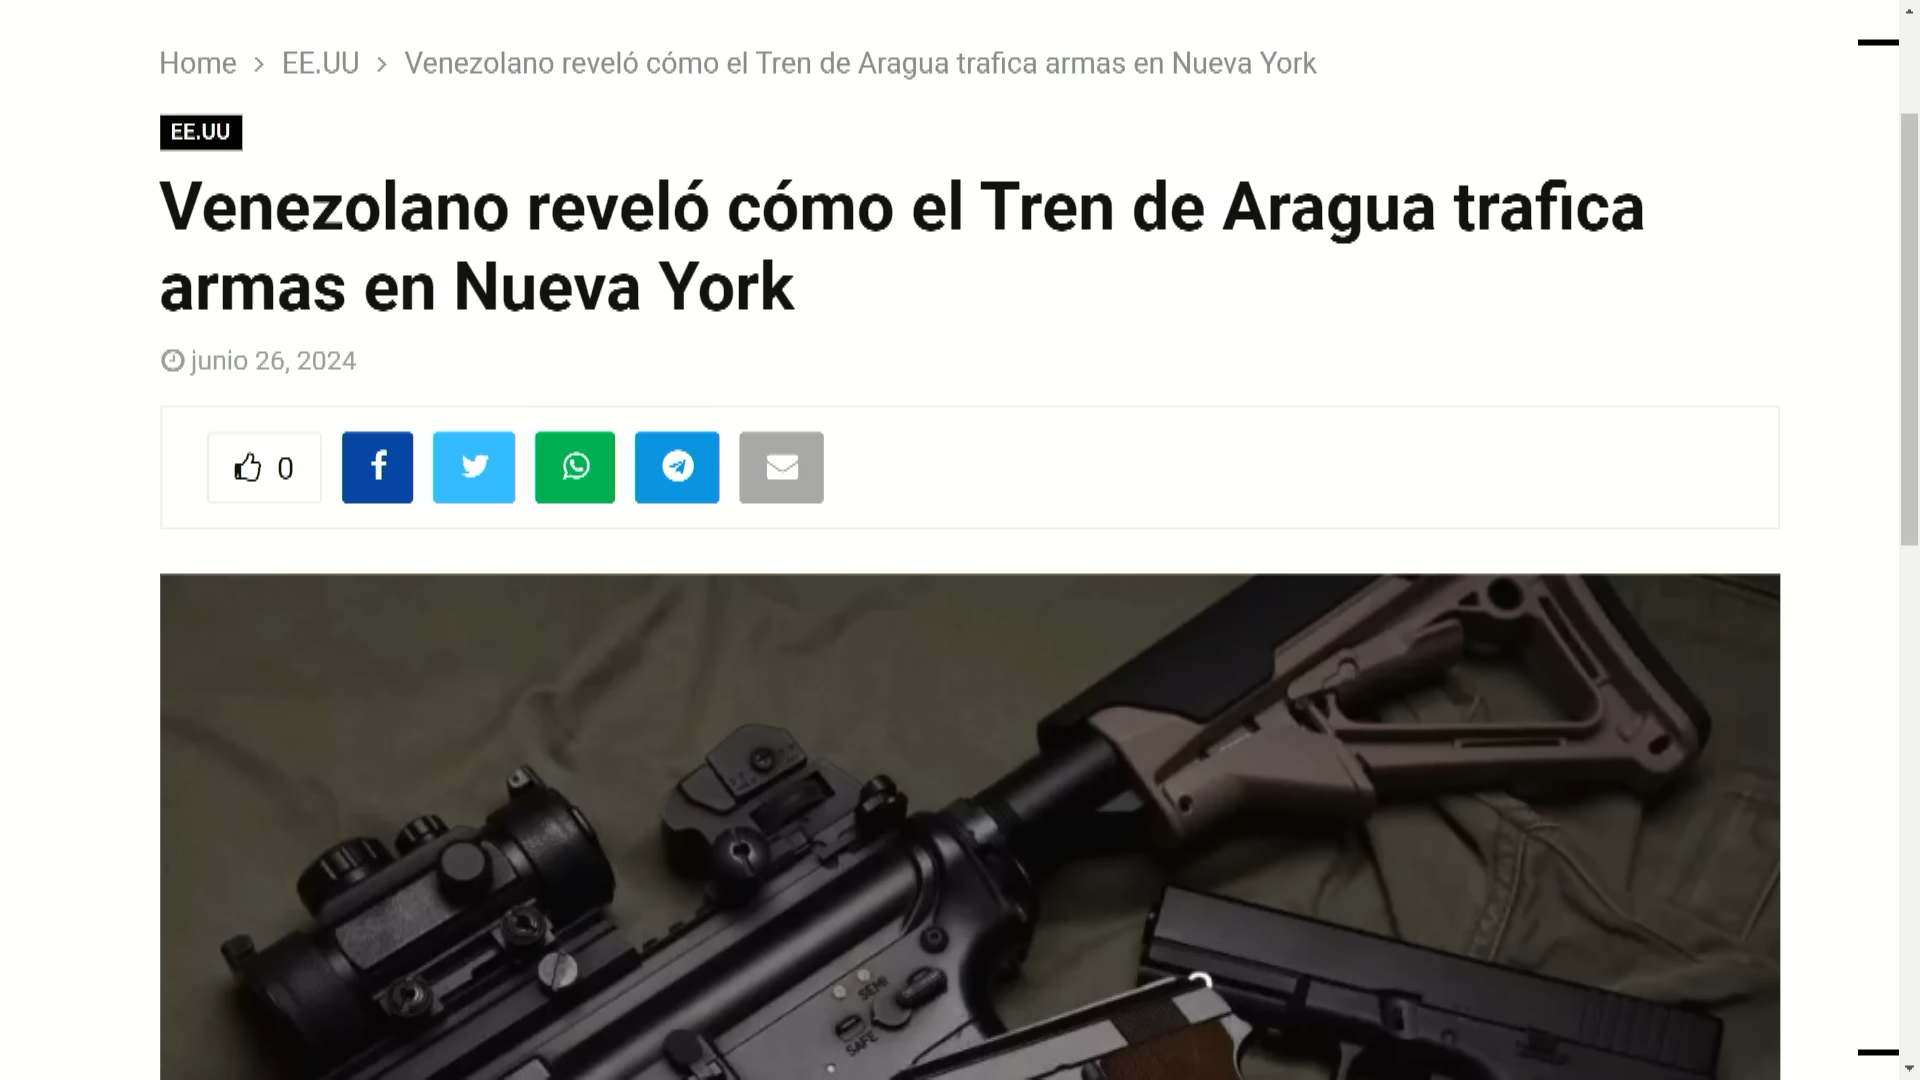 Home > EE.UU > Venezolano reveló cómo el Tren de Aragua trafica armas en Nueva York
EE.UU
Venezolano reveló cómo el Tren de Aragua trafica
armas en Nueva York
junio 26, 2024
0
SEMI
SAFE